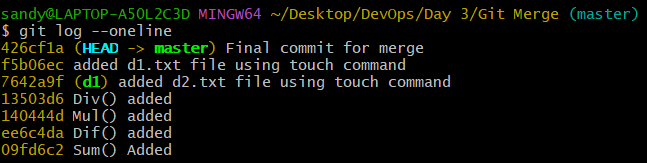 sandy@LAPTOP-A5OL2C3D MINGW64 ~/Desktop/DevOps/Day 3/Git Merge (master)
$ git log --oneline
426cf1a (HEAD -> master) Final commit for merge
f5b06ec added d1.txt file using touch command
7642a9f (d1) added d2.txt file using touch command
13503d6 Div() added
140444d Mul() added
ee6c4da Dif() added
09fd6c2 Sum() Added